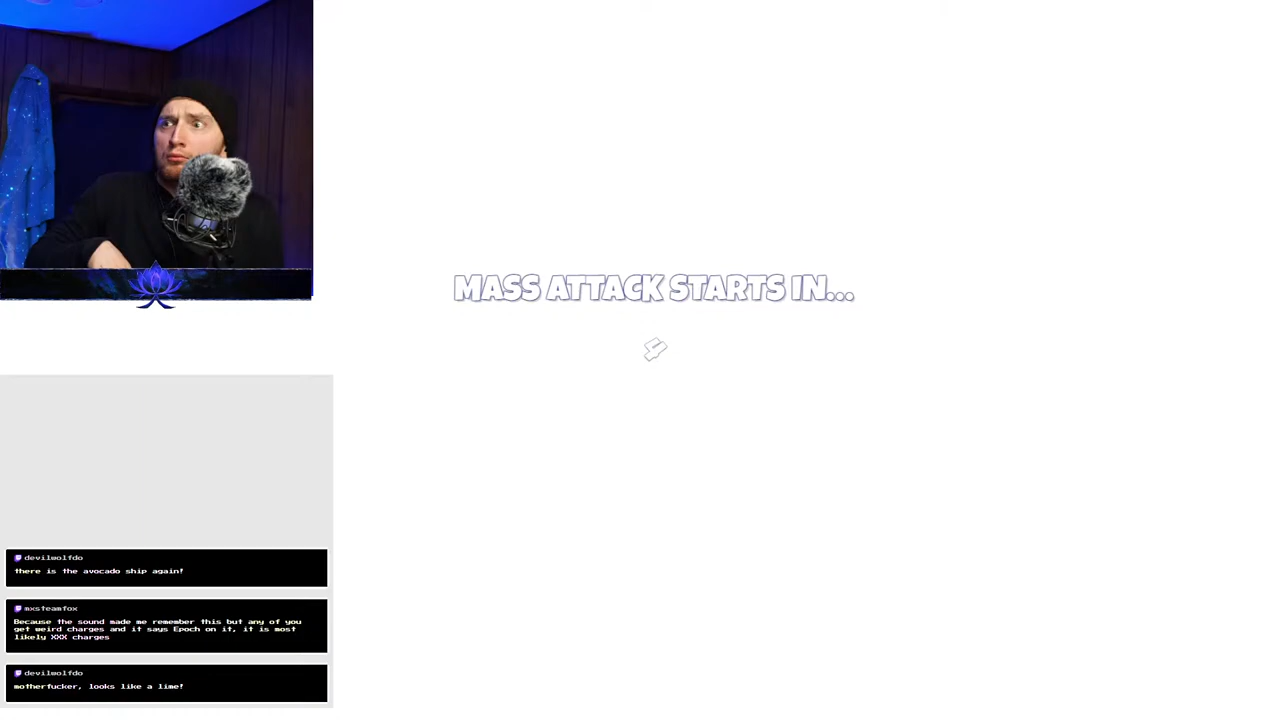 MASS ATTACK STARTS IN...
devilwolfdo
there is the avocado ship again!
mxsteamfox
Because the sound made me remember this but any of you
get weird charges and it says Epoch on it, it is most
likely XXX charges
devilwolfdo
motherfucker, looks like a lime!